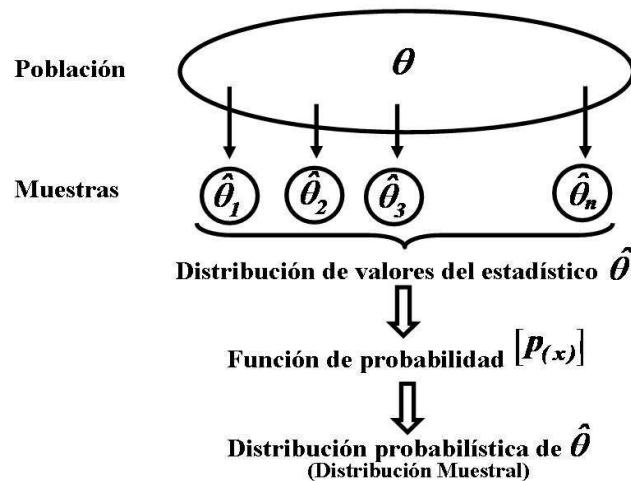 Población θ
Muestras θ̂1 θ̂2 θ̂3 θ̂n
Distribución de valores del estadístico θ̂
Función de probabilidad [p(x)]
Distribución probabilística de θ̂
(Distribución Muestral)